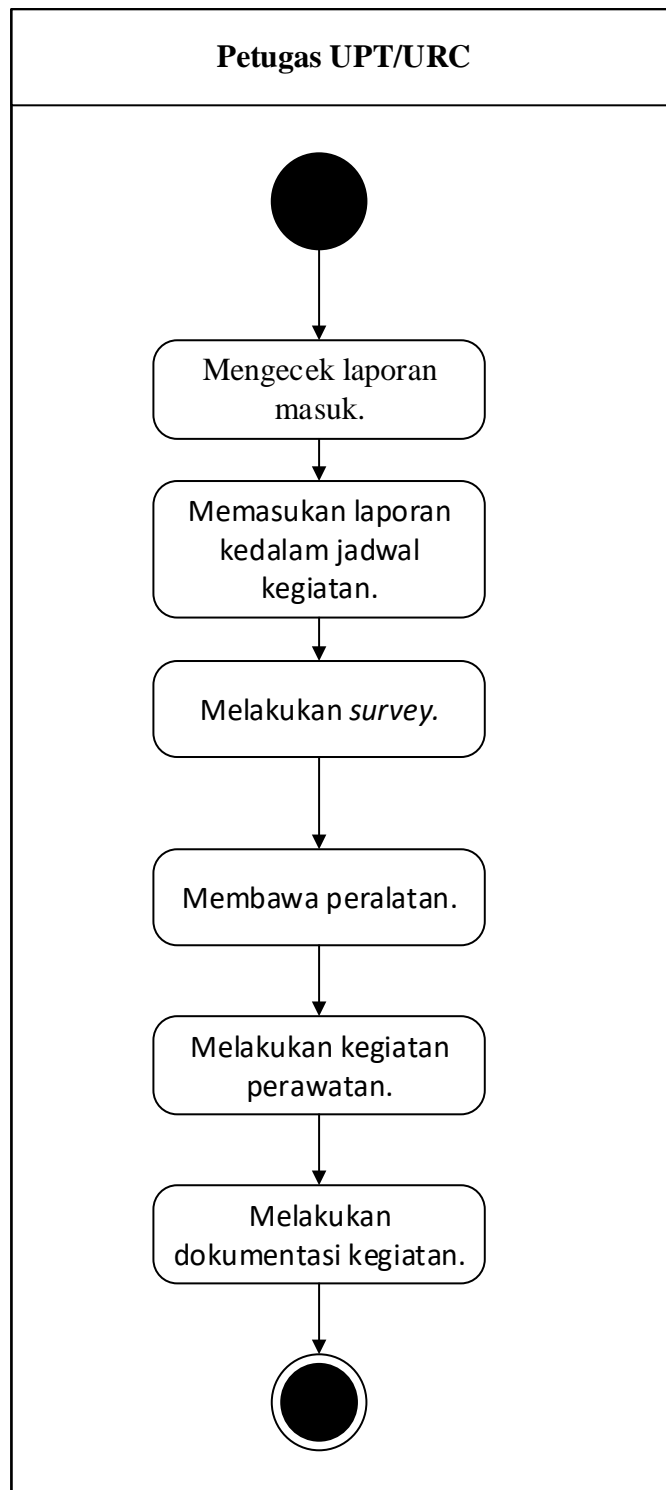 Petugas UPT/URC
Mengecek laporan
masuk.
Memasukan laporan
kedalam jadwal
kegiatan.
Melakukan survey.
Membawa peralatan.
Melakukan kegiatan
perawatan.
Melakukan
dokumentasi kegiatan.